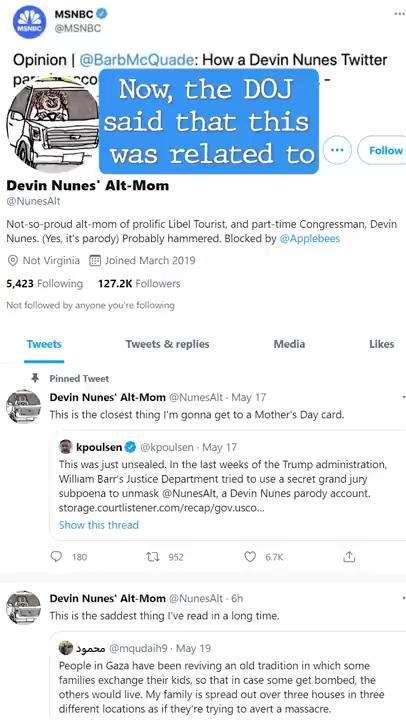 MSNBC
@MSNBC
Opinion | @BarbMcQuade: How a Devin Nunes Twitter
Now, the DOJ
said that this
was related to
Follow
Devin Nunes' Alt-Mom
@NunesAlt
Not-so-proud alt-mom of prolific Libel Tourist, and part-time Congressman, Devin
Nunes. (Yes, it's parody) Probably hammered. Blocked by @Applebees
Not Virginia Joined March 2019
5,423 Following 127.2K Followers
Not followed by anyone you're following
Tweets Tweets & replies Media Likes
Pinned Tweet
Devin Nunes' Alt-Mom @NunesAlt · May 17
This is the closest thing I'm gonna get to a Mother's Day card.
kpoulsen @kpoulsen · May 17
This was just unsealed. In the last weeks of the Trump administration,
William Barr's Justice Department tried to use a secret grand jury
subpoena to unmask @NunesAlt, a Devin Nunes parody account.
storage.courtlistener.com/recap/gov.usco...
Show this thread
180 952 6.7K
Devin Nunes' Alt-Mom @NunesAlt · 6h
This is the saddest thing I've read in a long time.
محمود @mqudaih9 · May 19
People in Gaza have been reviving an old tradition in which some
families exchange their kids, so that in case some get bombed, the
others would live. My family is spread out over three houses in three
different locations as if they're trying to avert a massacre.